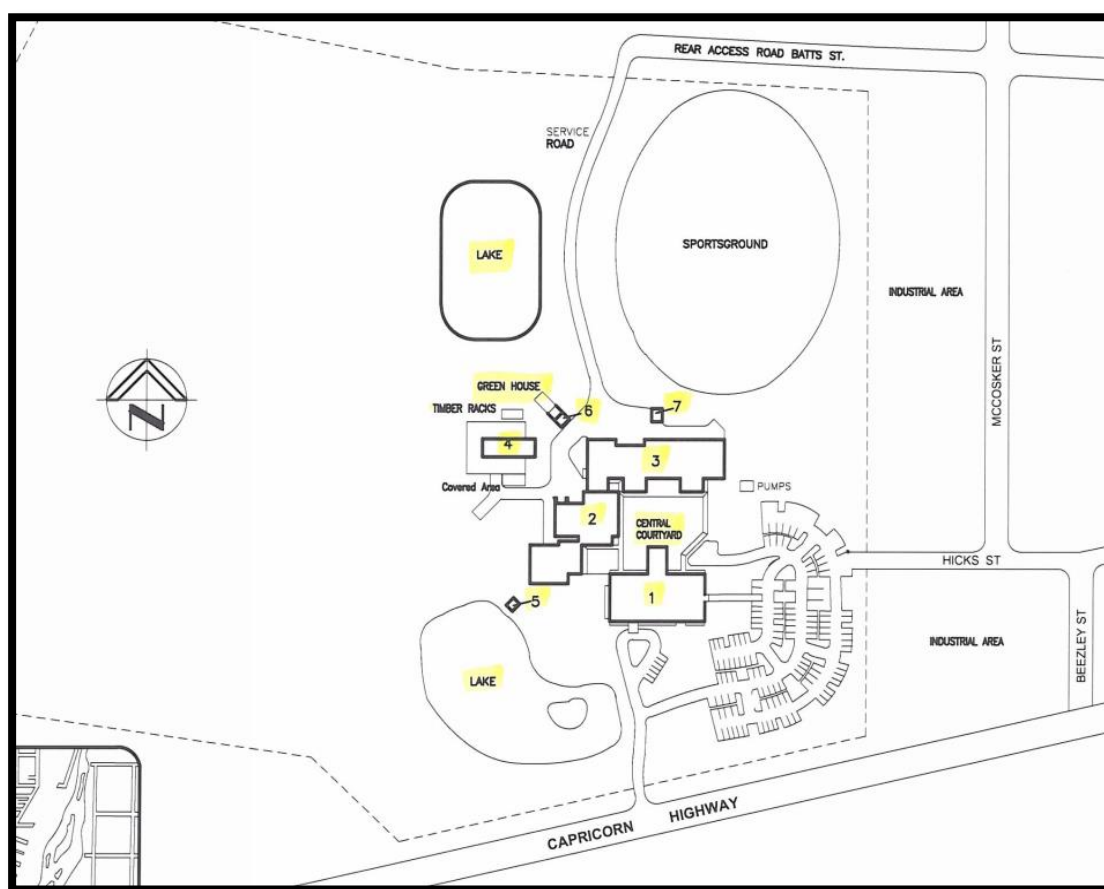 REAR ACCESS ROAD BATTS ST.
SERVICE
ROAD
SPORTSGROUND
LAKE
INDUSTRIAL AREA
MCCOSKER ST
GREEN HOUSE
TIMBER RACKS
6
7
4
3
Covered Area
PUMPS
2
CENTRAL
COURTYARD
HICKS ST
1
5
INDUSTRIAL AREA
BEEZLEY ST
LAKE
CAPRICORN HIGHWAY
N